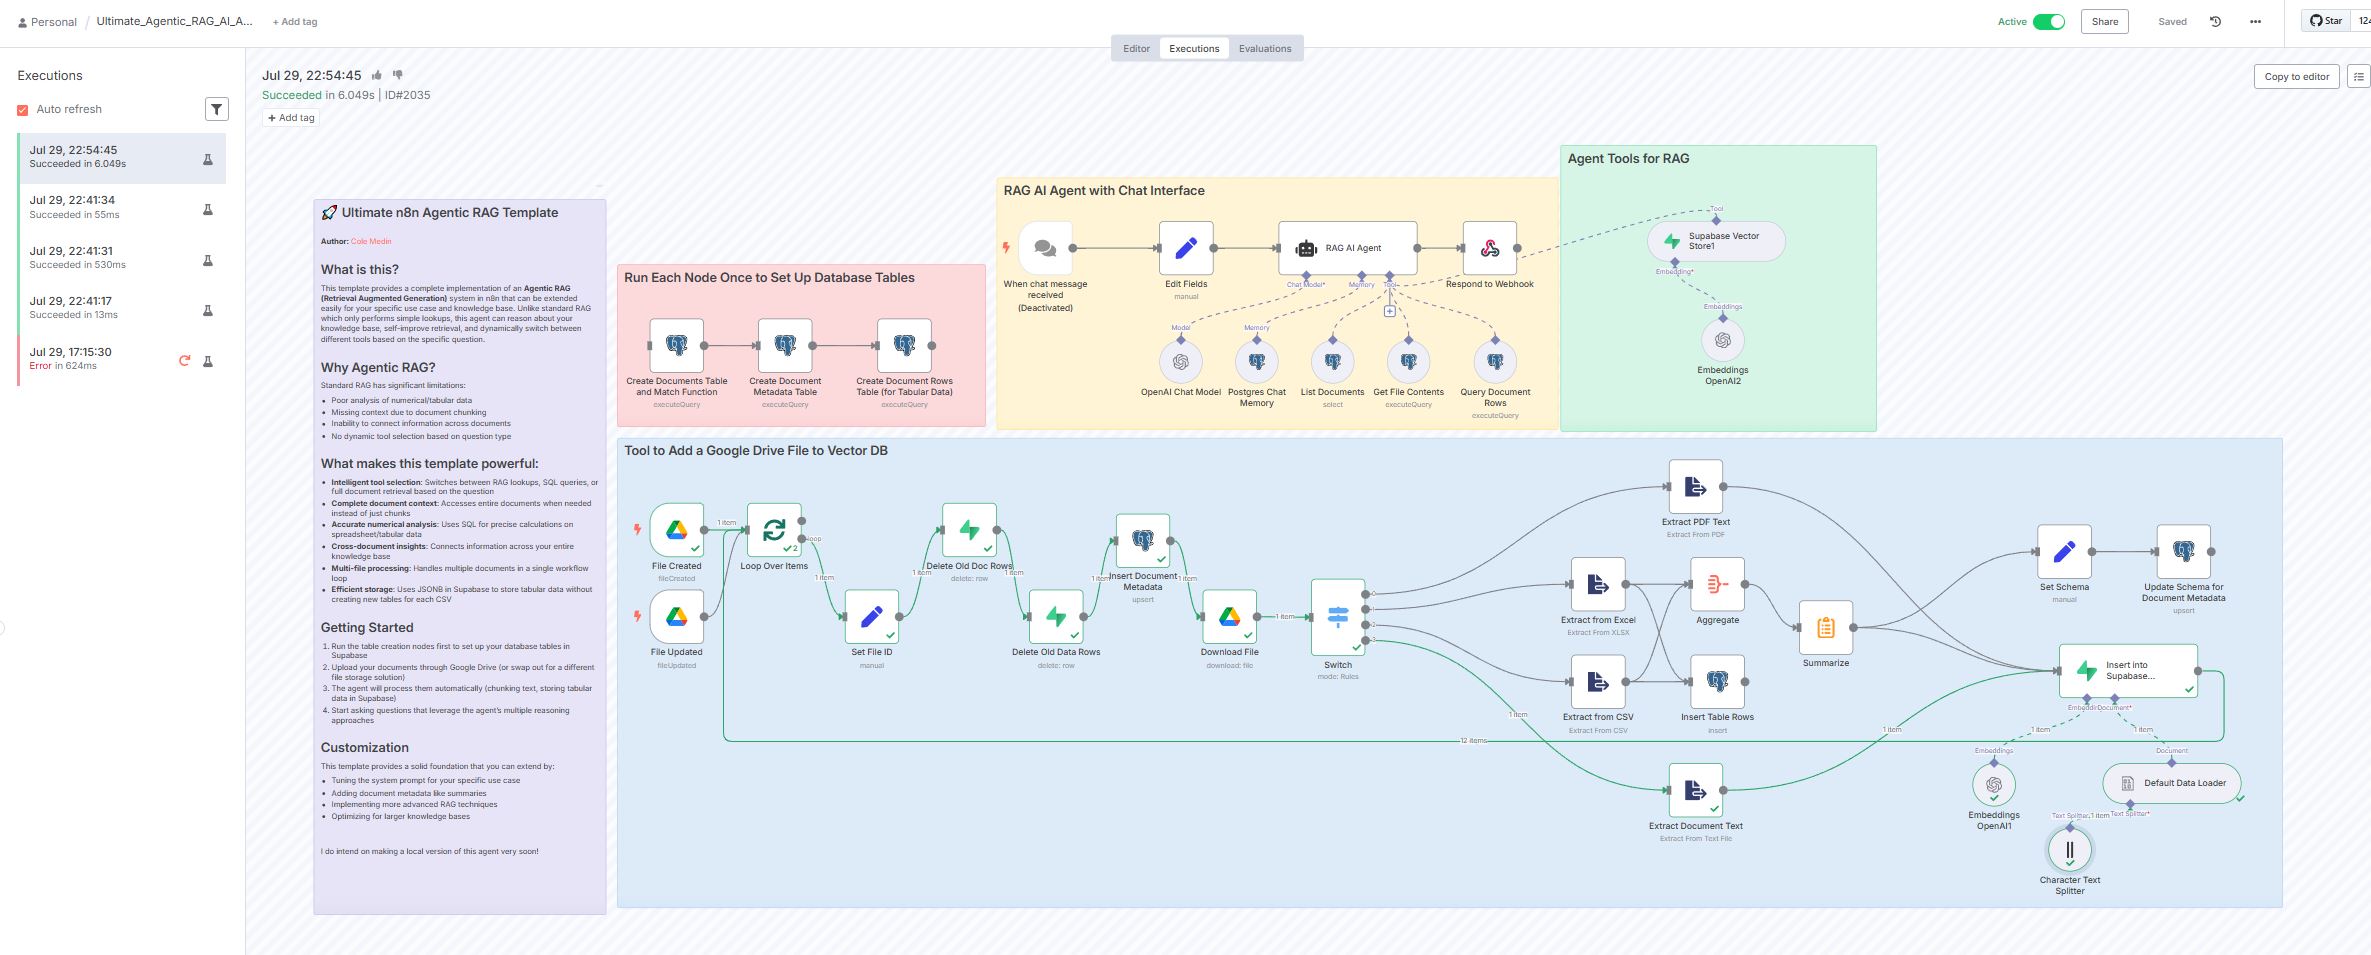 Personal / Ultimate_Agentic_RAG_AI_A... + Add tag
Active Share Saved ... Star
Editor Executions Evaluations
Executions
Auto refresh
Jul 29, 22:54:45
Succeeded in 6.049s
Jul 29, 22:41:34
Succeeded in 55ms
Jul 29, 22:41:31
Succeeded in 530ms
Jul 29, 22:41:17
Succeeded in 13ms
Jul 29, 17:15:30
Error in 624ms
Jul 29, 22:54:45
Succeeded in 6.049s | ID#2035
+ Add tag
Copy to editor
🚀 Ultimate n8n Agentic RAG Template
Author: Cole Medin
What is this?
This template provides a complete implementation of an Agentic RAG
(Retrieval Augmented Generation) system in n8n that can be extended
easily for your specific use case and knowledge base. Unlike standard RAG
which only performs simple lookups, this agent can reason about your
knowledge base, self-improve retrieval, and dynamically switch between
different tools based on the specific question.
Why Agentic RAG?
Standard RAG has significant limitations:
• Poor analysis of numerical/tabular data
• Missing context due to document chunking
• Inability to connect information across documents
• No dynamic tool selection based on question type
What makes this template powerful:
• Intelligent tool selection: Switches between RAG lookups, SQL queries, or
full document retrieval based on the question
• Complete document context: Accesses entire documents when needed
instead of just chunks
• Accurate numerical analysis: Uses SQL for precise calculations on
spreadsheet/tabular data
• Cross-document insights: Connects information across your entire
knowledge base
• Multi-file processing: Handles multiple documents in a single workflow
loop
• Efficient storage: Uses JSONB in Supabase to store tabular data without
creating new tables for each CSV
Getting Started
1. Run the table creation nodes first to set up your database tables in
Supabase
2. Upload your documents through Google Drive (or swap out for a different
file storage solution)
3. The agent will process them automatically (chunking text, storing tabular
data in Supabase)
4. Start asking questions that leverage the agent's multiple reasoning
approaches
Customization
This template provides a solid foundation that you can extend by:
• Tuning the system prompt for your specific use case
• Adding document metadata like summaries
• Implementing more advanced RAG techniques
• Optimizing for larger knowledge bases
I do intend on making a local version of this agent very soon!
Run Each Node Once to Set Up Database Tables
Create Documents Table
and Match Function
executeQuery
Create Document
Metadata Table
executeQuery
Create Document Rows
Table (for Tabular Data)
executeQuery
RAG AI Agent with Chat Interface
When chat message
received
(Deactivated)
Edit Fields
manual
RAG AI Agent
Chat Model*
Memory
Tool
Respond to Webhook
Model
OpenAI Chat Model
Memory
Postgres Chat
Memory
List Documents
select
Get File Contents
executeQuery
Query Document
Rows
executeQuery
Agent Tools for RAG
Tool
Supabase Vector
Store1
Embedding*
Embeddings
Embeddings
OpenAI2
Tool to Add a Google Drive File to Vector DB
File Created
fileCreated
File Updated
fileUpdated
1 item
Loop Over Items
2
loop
1 item
Set File ID
manual
1 item
Delete Old Doc Rows
delete: row
1 item
Delete Old Data Rows
delete: row
1 item
Insert Document
Metadata
upsert
1 item
Download File
download: file
1 item
Switch
mode: Rules
0
1
2
3
1 item
12 items
Extract PDF Text
Extract From PDF
Extract from Excel
Extract From XLSX
Aggregate
Extract from CSV
Extract From CSV
Insert Table Rows
insert
Summarize
Extract Document Text
Extract From Text File
1 item
Set Schema
manual
Update Schema for
Document Metadata
upsert
Insert into
Supabase...
Document*
1 item
1 item
Embeddings
Embeddings
OpenAI1
Document
Default Data Loader
Text Splitter
1 item
Text Splitter*
Character Text
Splitter